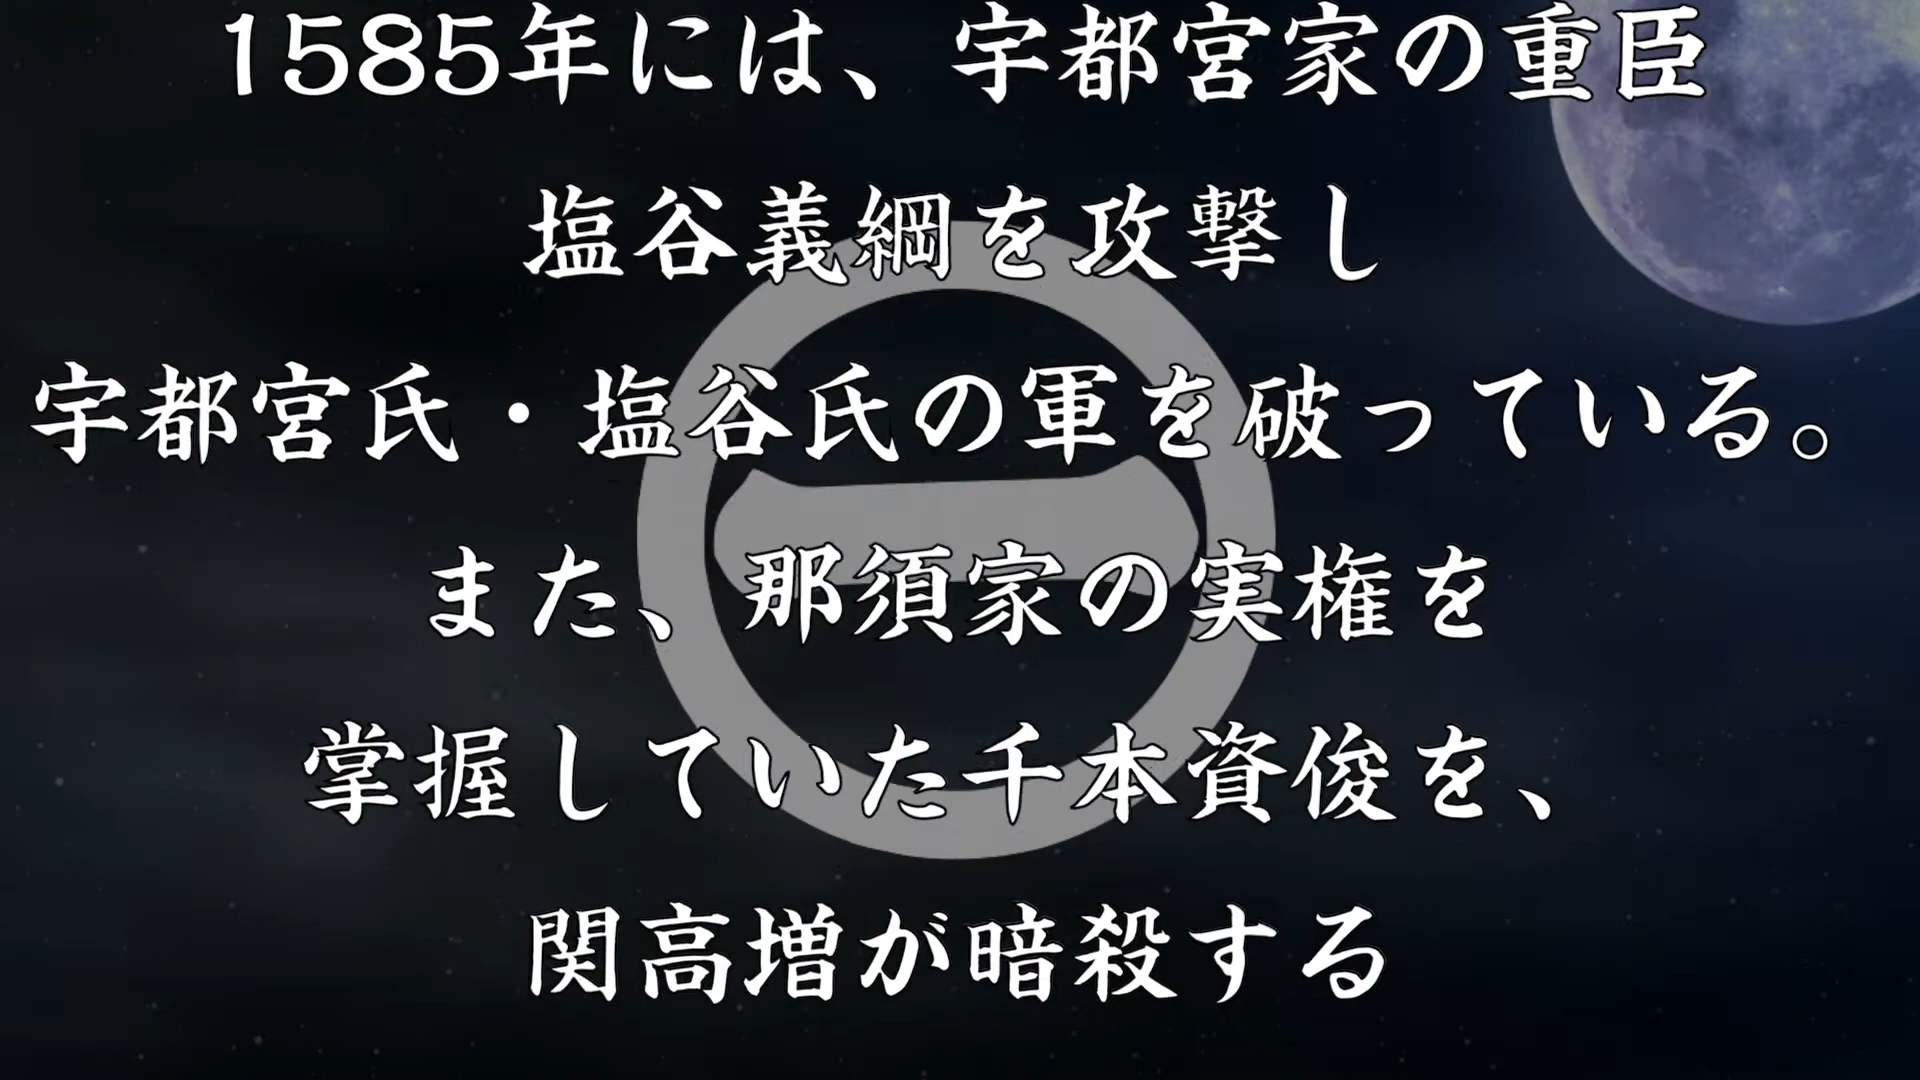 1585年には、宇都宮家の重臣
塩谷義綱を攻撃し
宇都宮氏・塩谷氏の軍を破っている。
また、那須家の実権を
掌握していた千本資俊を、
関高増が暗殺する